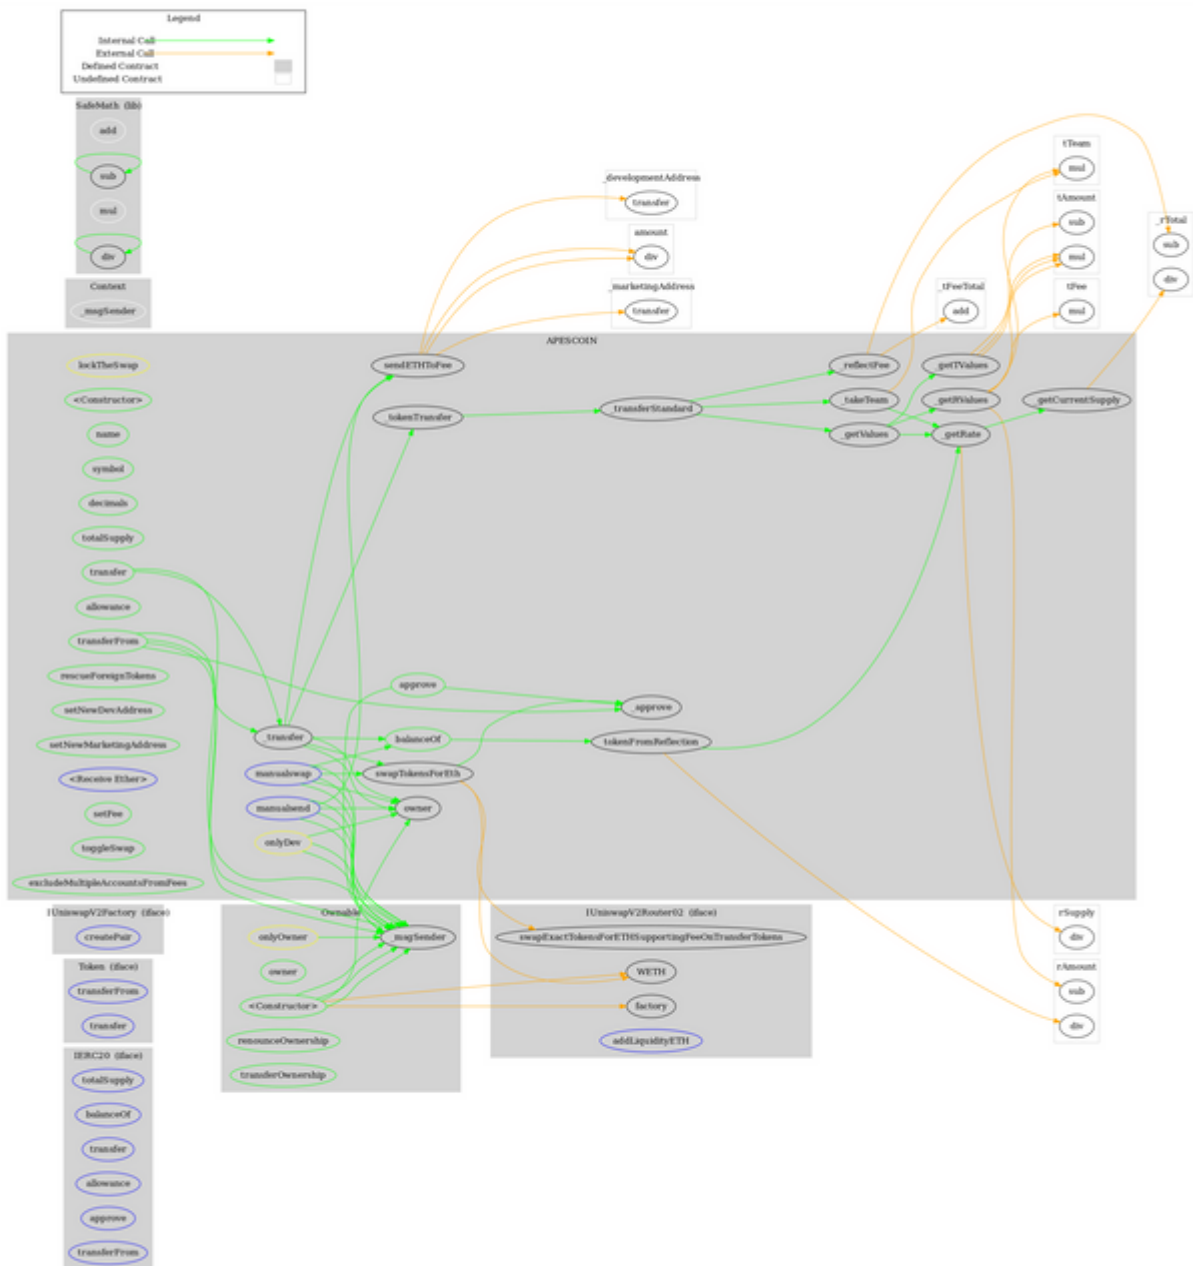 Legend
Internal Call
External Call
Defined Contract
Undefined Contract
SafeMath (lib)
add
sub
mul
div
Context
_msgSender
_developmentAddress
transfer
amount
div
_marketingAddress
transfer
_tFeeTotal
add
tTeam
mul
tAmount
sub
mul
tFee
mul
_rTotal
sub
div
APESCOIN
lockTheSwap
<Constructor>
name
symbol
decimals
totalSupply
transfer
allowance
transferFrom
rescueForeignTokens
setNewDevAddress
setNewMarketingAddress
<Receive Ether>
setFee
toggleSwap
excludeMultipleAccountsFromFees
_transfer
manualswap
manualsend
onlyDev
sendETHToFee
_tokenTransfer
approve
balanceOf
swapTokensForEth
owner
_transferStandard
_approve
tokenFromReflection
_reflectFee
_takeTeam
_getValues
_getTValues
_getRValues
_getRate
_getCurrentSupply
IUniswapV2Factory (iface)
createPair
Token (iface)
transferFrom
transfer
IERC20 (iface)
totalSupply
balanceOf
transfer
allowance
approve
transferFrom
Ownable
onlyOwner
owner
<Constructor>
renounceOwnership
transferOwnership
_msgSender
IUniswapV2Router02 (iface)
swapExactTokensForETHSupportingFeeOnTransferTokens
WETH
factory
addLiquidityETH
rSupply
div
rAmount
sub
div